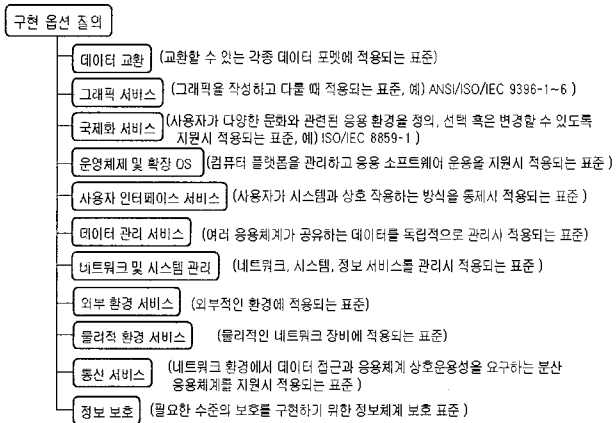 구현 옵션 질의
데이터 교환 (교환할 수 있는 각종 데이터 포멧에 적용되는 표준)
그래픽 서비스 (그래픽을 작성하고 다룰 때 적용되는 표준, 예) ANSI/ISO/IEC 9396-1~6 )
국제화 서비스 (사용자가 다양한 문화와 관련된 응용 환경을 정의, 선택 혹은 변경할 수 있도록
지원시 적용되는 표준, 예) ISO/IEC 8859-1 )
운영체제 및 확장 OS (컴퓨터 플랫폼을 관리하고 응용 소프트웨어 운용을 지원시 적용되는 표준 )
사용자 인터페이스 서비스 (사용자가 시스템과 상호 작용하는 방식을 통제시 적용되는 표준 )
데이터 관리 서비스 (여러 응용체계가 공유하는 데이터를 독립적으로 관리시 적용되는 표준)
네트워크 및 시스템 관리 (네트워크, 시스템, 정보 서비스를 관리시 적용되는 표준 )
외부 환경 서비스 (외부적인 환경에 적용되는 표준)
물리적 환경 서비스 (물리적인 네트워크 장비에 적용되는 표준)
통신 서비스 (네트워크 환경에서 데이터 접근과 응용체계 상호운용성을 요구하는 분산
응용체계를 지원시 적용되는 표준 )
정보 보호 (필요한 수준의 보호를 구현하기 위한 정보체계 보호 표준 )